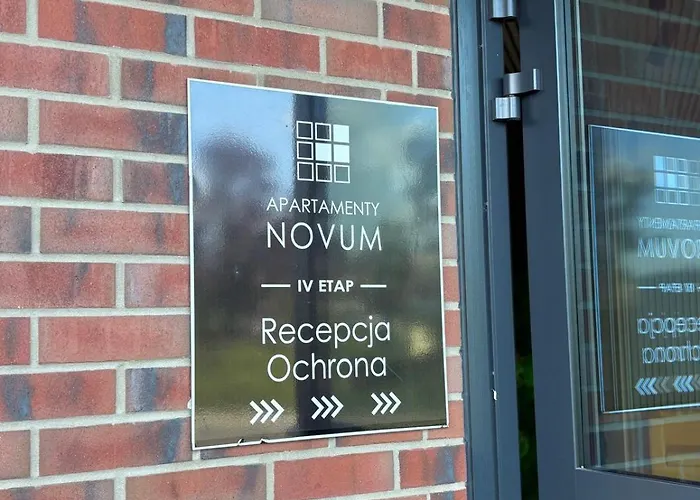 APARTAMENTY
NOVUM
IV ETAP
Recepcja
Ochrona